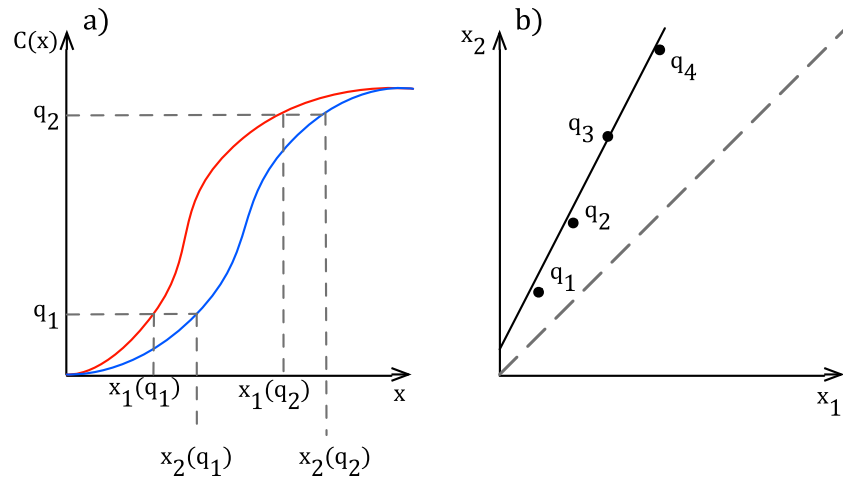 a)
C(x)
q₂
q₁
x₁(q₁)
x₁(q₂)
x
x₂(q₁)
x₂(q₂)
b)
x₂
q₄
q₃
q₂
q₁
x₁